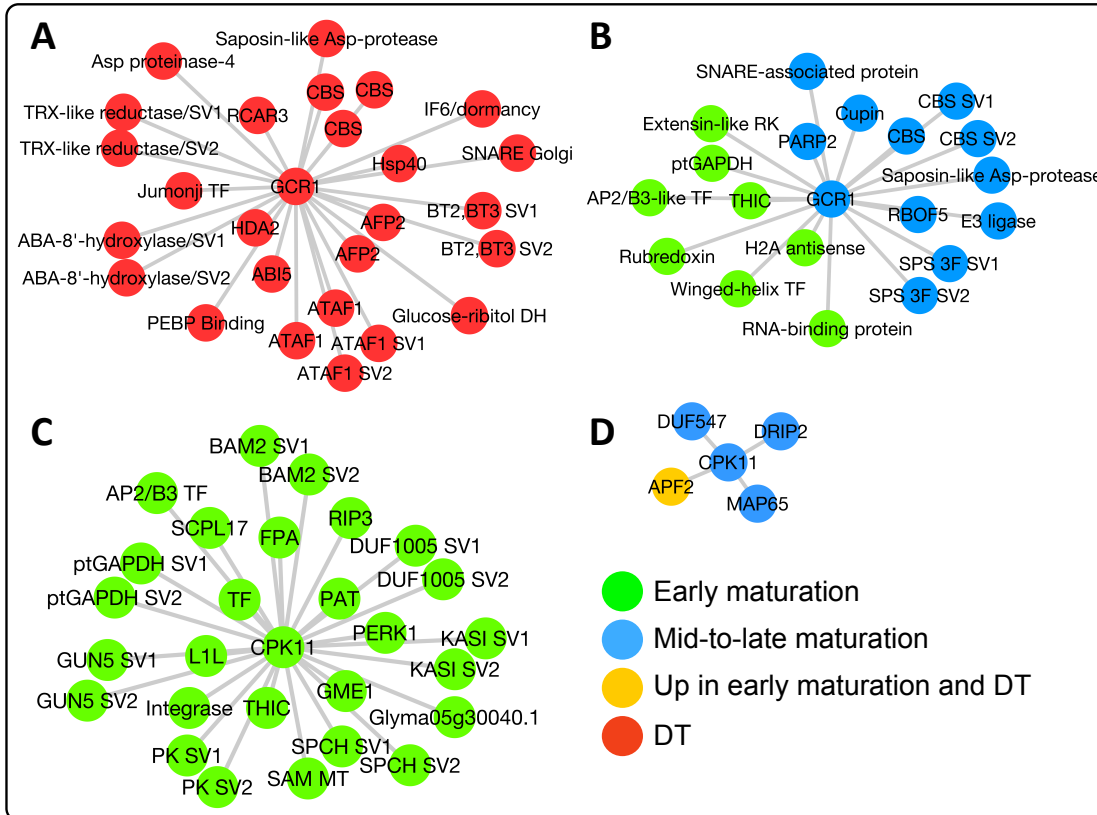 A
Saposin-like Asp-protease
Asp proteinase-4
CBS
CBS
TRX-like reductase/SV1
RCAR3
IF6/dormancy
CBS
TRX-like reductase/SV2
SNARE Golgi
Hsp40
Jumonji TF
GCR1
BT2,BT3 SV1
AFP2
HDA2
ABA-8'-hydroxylase/SV1
BT2,BT3 SV2
AFP2
ABI5
ABA-8'-hydroxylase/SV2
ATAF1
Glucose-ribitol DH
PEBP Binding
ATAF1
ATAF1 SV1
ATAF1 SV2
B
SNARE-associated protein
CBS SV1
Cupin
Extensin-like RK
CBS
CBS SV2
PARP2
ptGAPDH
Saposin-like Asp-protease
AP2/B3-like TF
THIC
GCR1
RBOF5
E3 ligase
H2A antisense
Rubredoxin
SPS 3F SV1
Winged-helix TF
SPS 3F SV2
RNA-binding protein
C
BAM2 SV1
BAM2 SV2
AP2/B3 TF
RIP3
SCPL17
FPA
DUF1005 SV1
ptGAPDH SV1
DUF1005 SV2
ptGAPDH SV2
TF
PAT
PERK1
KASI SV1
CPK11
L1L
GUN5 SV1
KASI SV2
GME1
GUN5 SV2
Integrase
THIC
Glyma05g30040.1
SPCH SV1
PK SV1
SPCH SV2
SAM MT
PK SV2
D
DUF547
DRIP2
CPK11
APF2
MAP65
Early maturation
Mid-to-late maturation
Up in early maturation and DT
DT